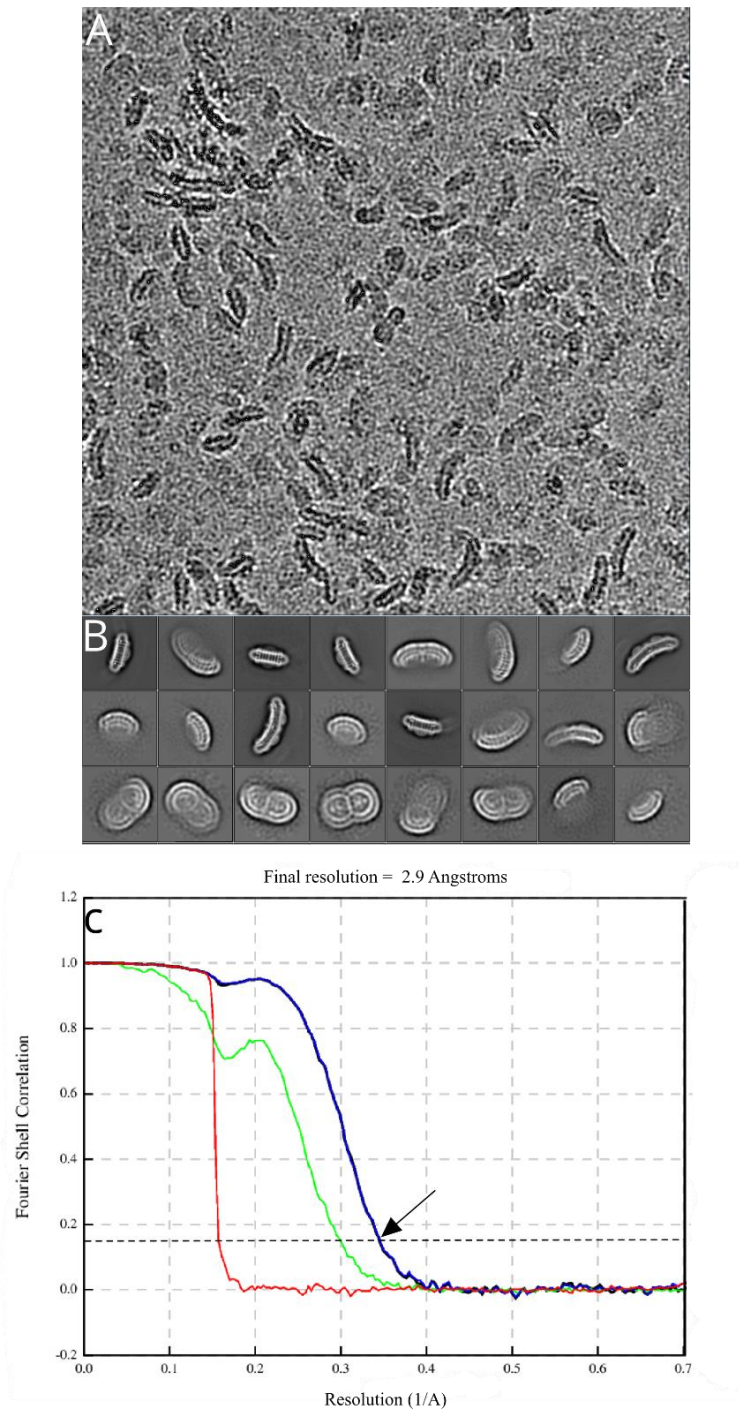 A
B
Final resolution = 2.9 Angstroms
C
1.2
1.0
0.8
0.6
0.4
0.2
0.0
-0.2
Fourier Shell Correlation
0.0 0.1 0.2 0.3 0.4 0.5 0.6 0.7
Resolution (1/A)